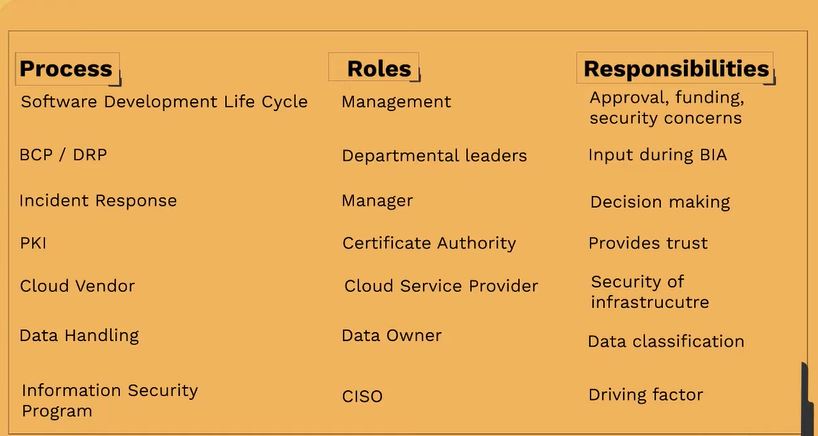 Process Roles Responsibilities
Software Development Life Cycle Management Approval, funding,
security concerns
BCP / DRP Departmental leaders Input during BIA
Incident Response Manager Decision making
PKI Certificate Authority Provides trust
Cloud Vendor Cloud Service Provider Security of
infrastrucutre
Data Handling Data Owner Data classification
Information Security CISO Driving factor
Program